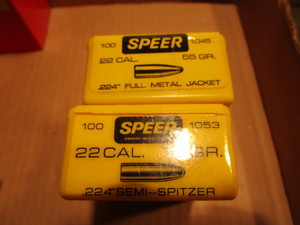 100 SPEER 1045
22 CAL. 55 GR.
.224" FULL METAL JACKET
100 SPEER 1053
22 CAL. GR.
.224" SEMI-SPITZER